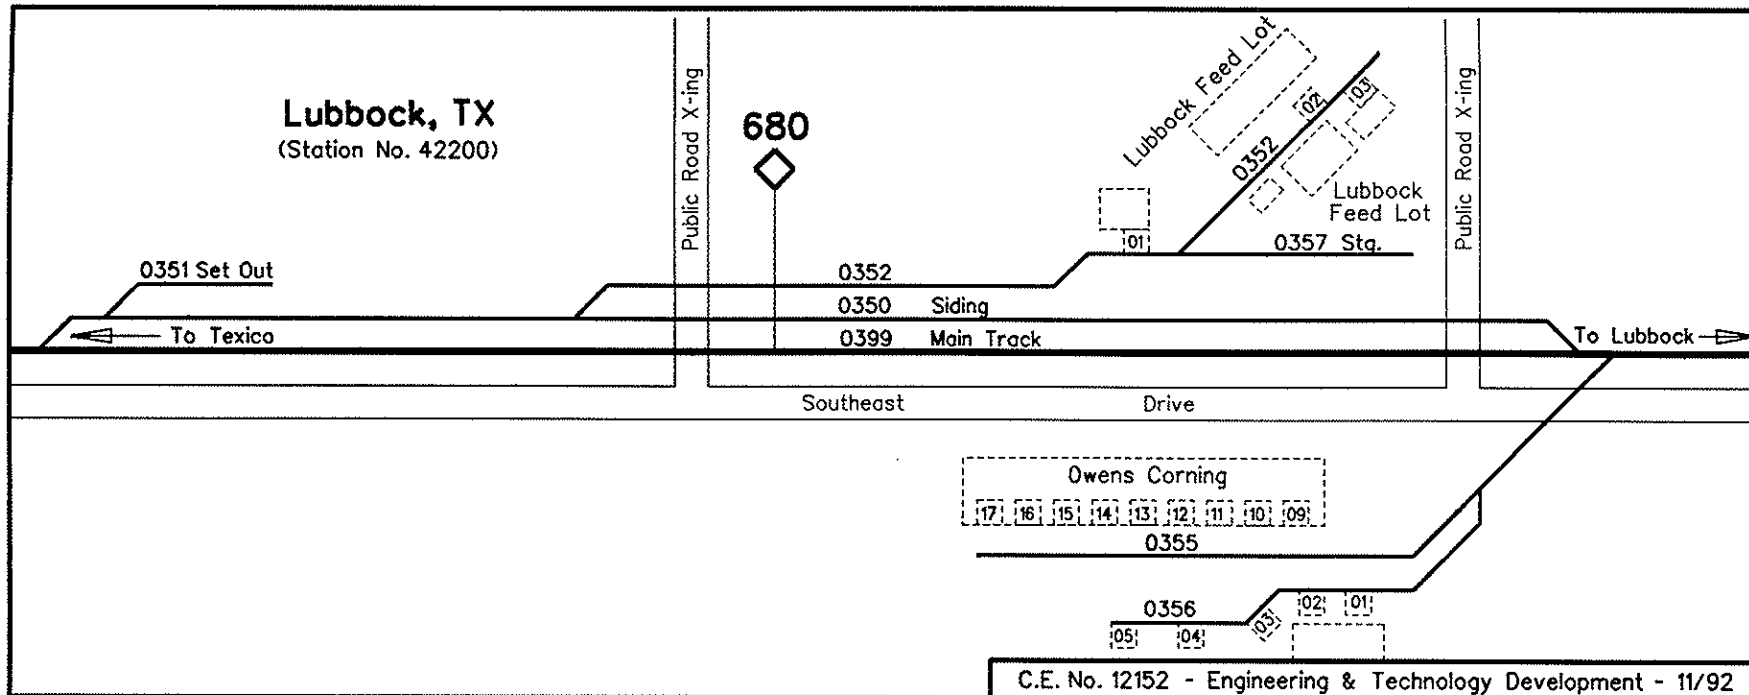 Lubbock, TX
(Station No. 42200)
Public Road X-ing
680
Lubbock Feed Lot
02
03
0352
Lubbock
Feed Lot
Public Road X-ing
01
0357 Stg.
0351 Set Out
0352
0350 Siding
To Texico
0399 Main Track
To Lubbock
Southeast Drive
Owens Corning
17 16 15 14 13 12 11 10 09
0355
0356
05
04
03
02
01
C.E. No. 12152 - Engineering & Technology Development - 11/92